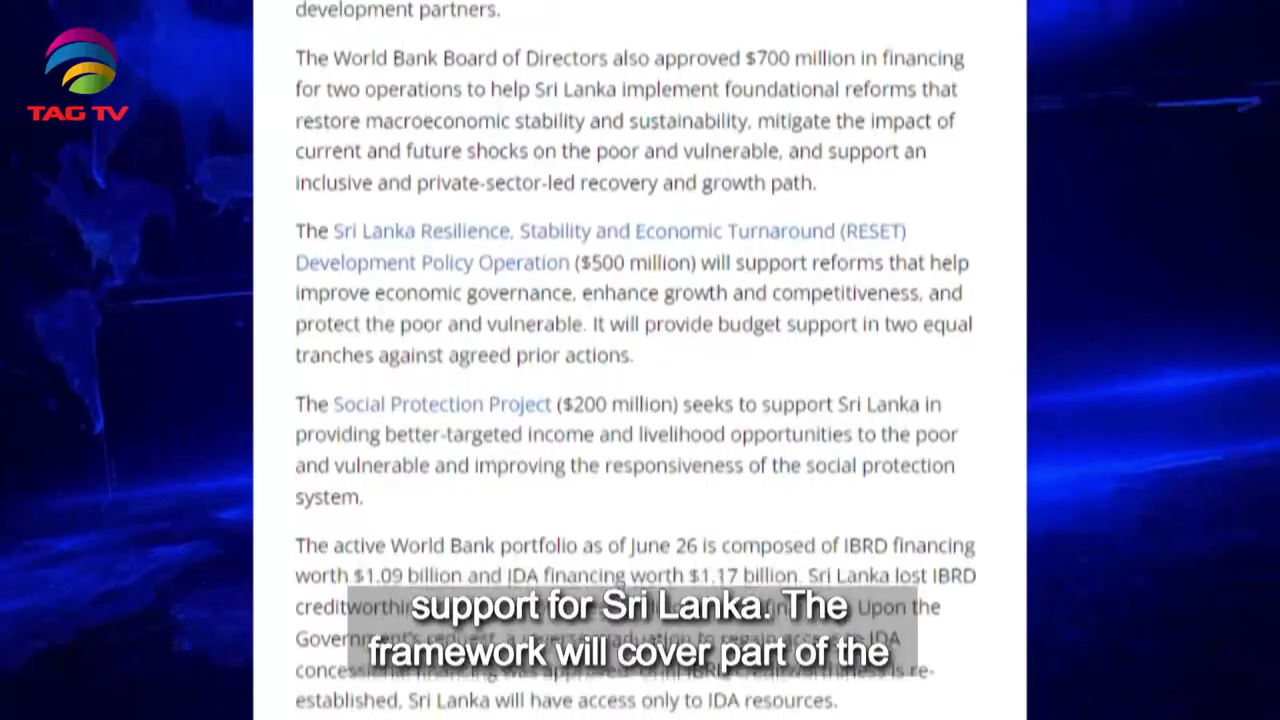 development partners.
TAG TV
The World Bank Board of Directors also approved $700 million in financing
for two operations to help Sri Lanka implement foundational reforms that
restore macroeconomic stability and sustainability, mitigate the impact of
current and future shocks on the poor and vulnerable, and support an
inclusive and private-sector-led recovery and growth path.
The Sri Lanka Resilience, Stability and Economic Turnaround (RESET)
Development Policy Operation ($500 million) will support reforms that help
improve economic governance, enhance growth and competitiveness, and
protect the poor and vulnerable. It will provide budget support in two equal
tranches against agreed prior actions.
The Social Protection Project ($200 million) seeks to support Sri Lanka in
providing better-targeted income and livelihood opportunities to the poor
and vulnerable and improving the responsiveness of the social protection
system.
The active World Bank portfolio as of June 26 is composed of IBRD financing
worth $1.09 billion and IDA financing worth $1.17 billion. Sri Lanka lost IBRD
Upon the
IDA
established, Sri Lanka will have access only to IDA resources.
support for Sri Lanka. The
framework will cover part of the